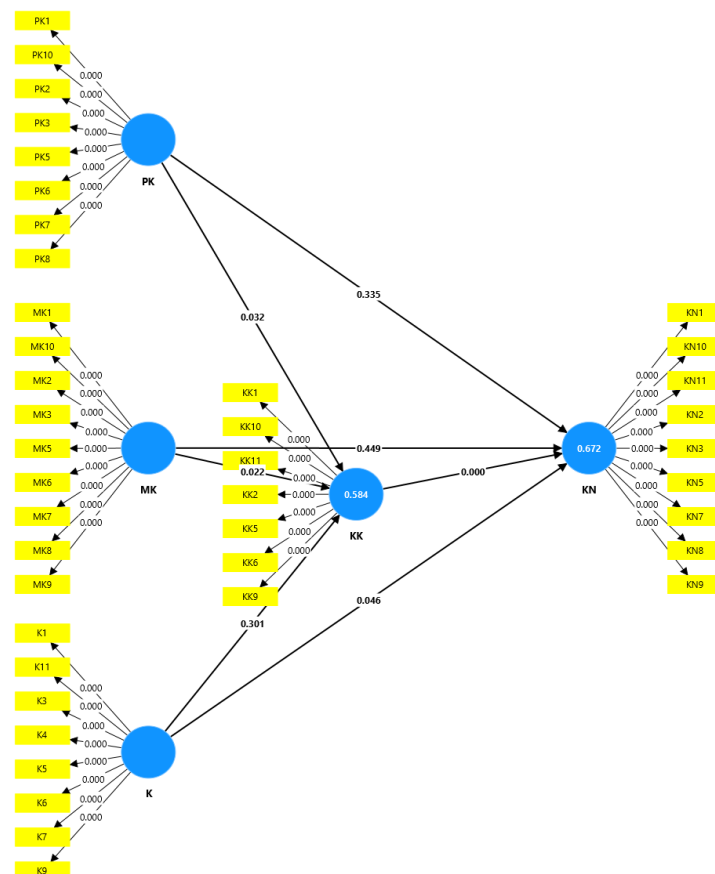 PK1
PK10
PK2
PK3
PK5
PK6
PK7
PK8
0.000
0.000
0.000
0.000
0.000
0.000
0.000
0.000
PK
0.335
0.032
MK1
MK10
MK2
MK3
MK5
MK6
MK7
MK8
MK9
0.000
0.000
0.000
0.000
0.000
0.000
0.000
0.000
0.000
MK
0.449
0.022
KK1
KK10
KK11
KK2
KK5
KK6
KK9
0.000
0.000
0.000
0.000
0.000
0.000
0.000
0.584
KK
0.000
0.672
KN
0.000
0.000
0.000
0.000
0.000
0.000
0.000
0.000
0.000
KN1
KN10
KN11
KN2
KN3
KN5
KN7
KN8
KN9
0.301
0.046
K1
K11
K3
K4
K5
K6
K7
K9
0.000
0.000
0.000
0.000
0.000
0.000
0.000
0.000
K